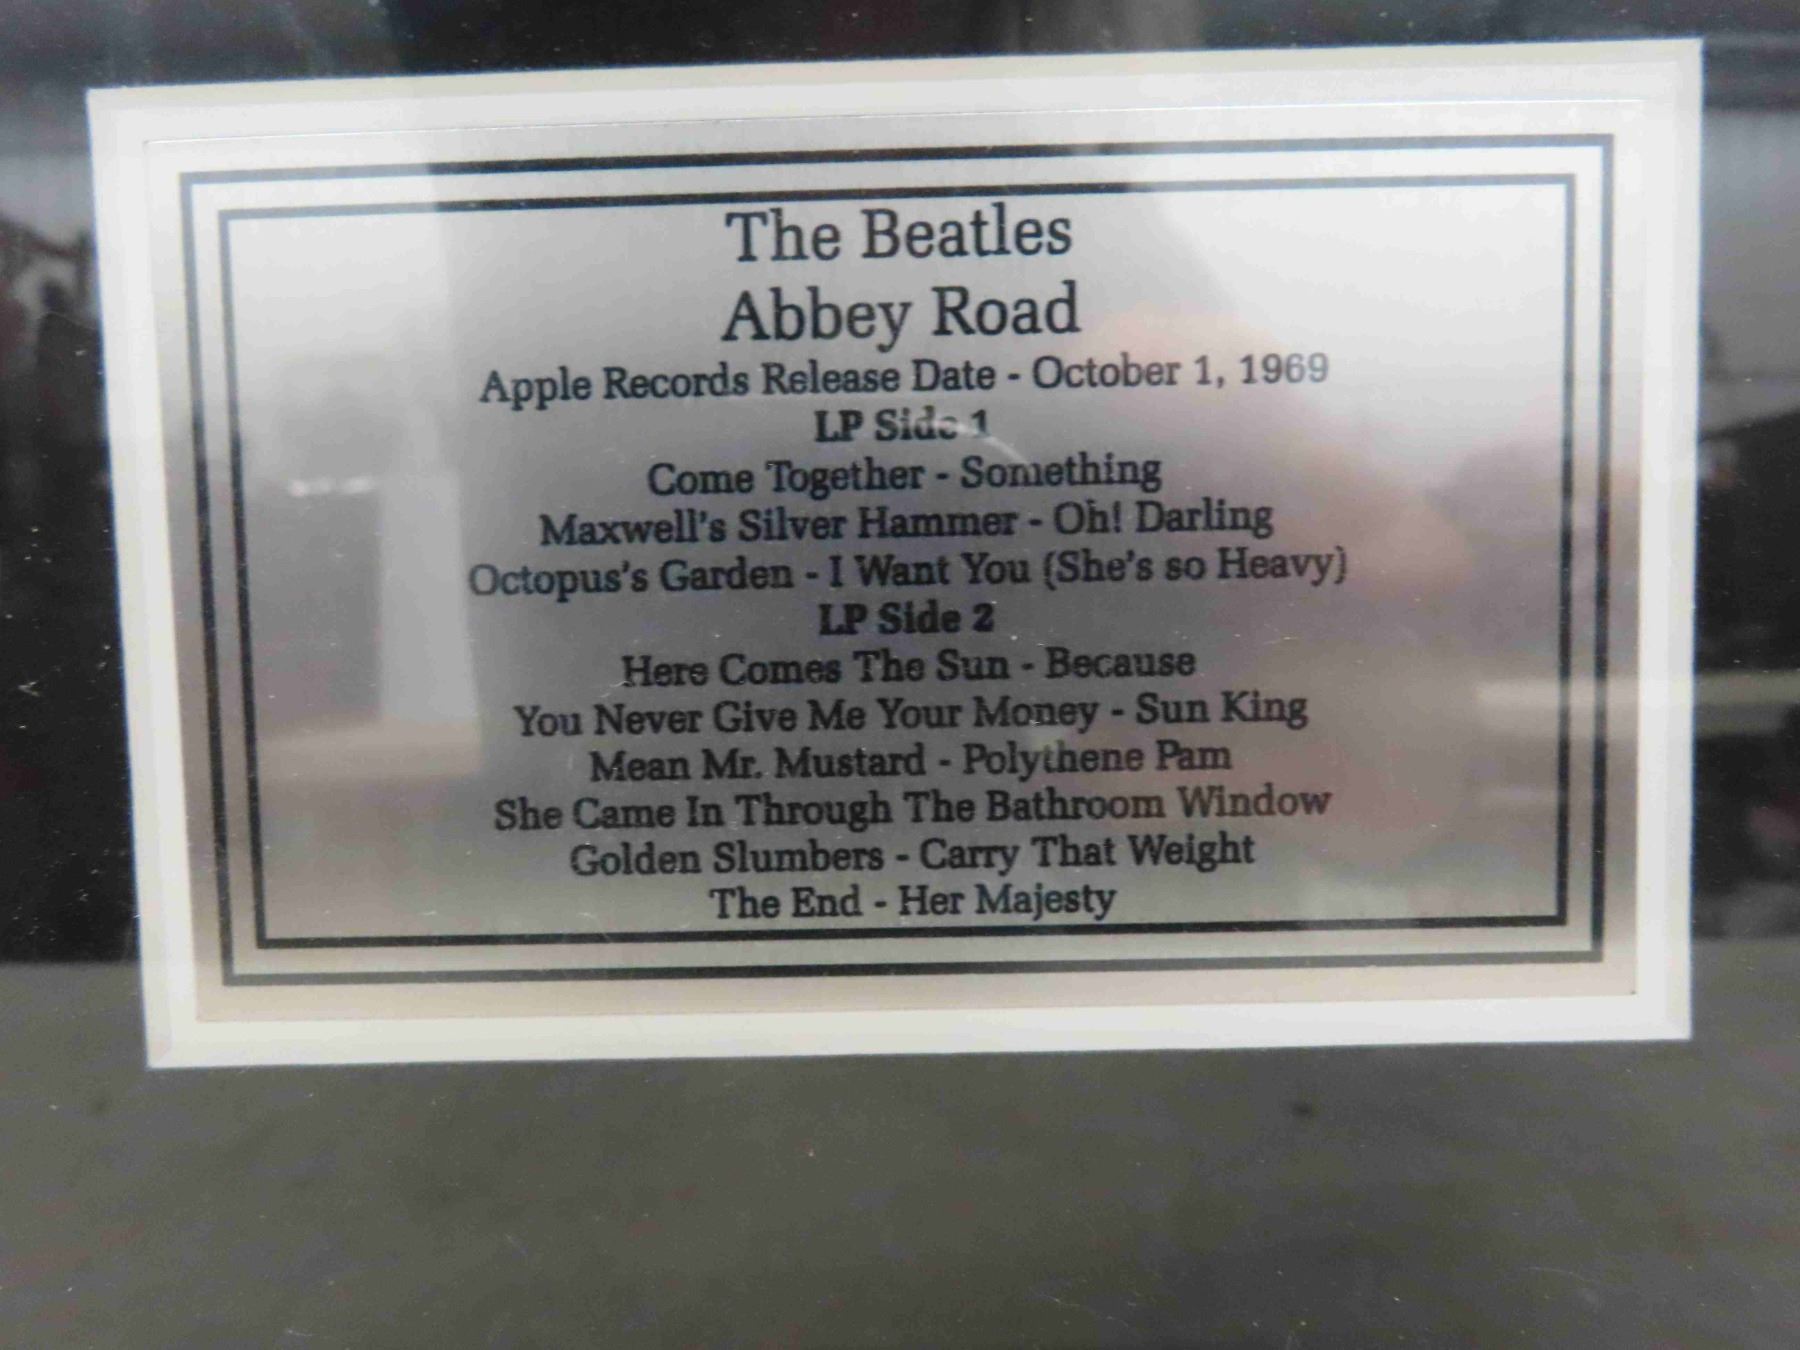 The Beatles
Abbey Road
Apple Records Release Date - October 1, 1969
LP Side 1
Come Together - Something
Maxwell's Silver Hammer - Oh! Darling
Octopus's Garden - I Want You (She's so Heavy)
LP Side 2
Here Comes The Sun - Because
You Never Give Me Your Money - Sun King
Mean Mr. Mustard - Polythene Pam
She Came In Through The Bathroom Window
Golden Slumbers - Carry That Weight
The End - Her Majesty